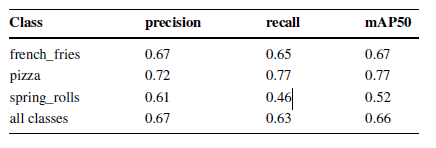 Class precision recall mAP50
french_fries 0.67 0.65 0.67
pizza 0.72 0.77 0.77
spring_rolls 0.61 0.46 0.52
all classes 0.67 0.63 0.66